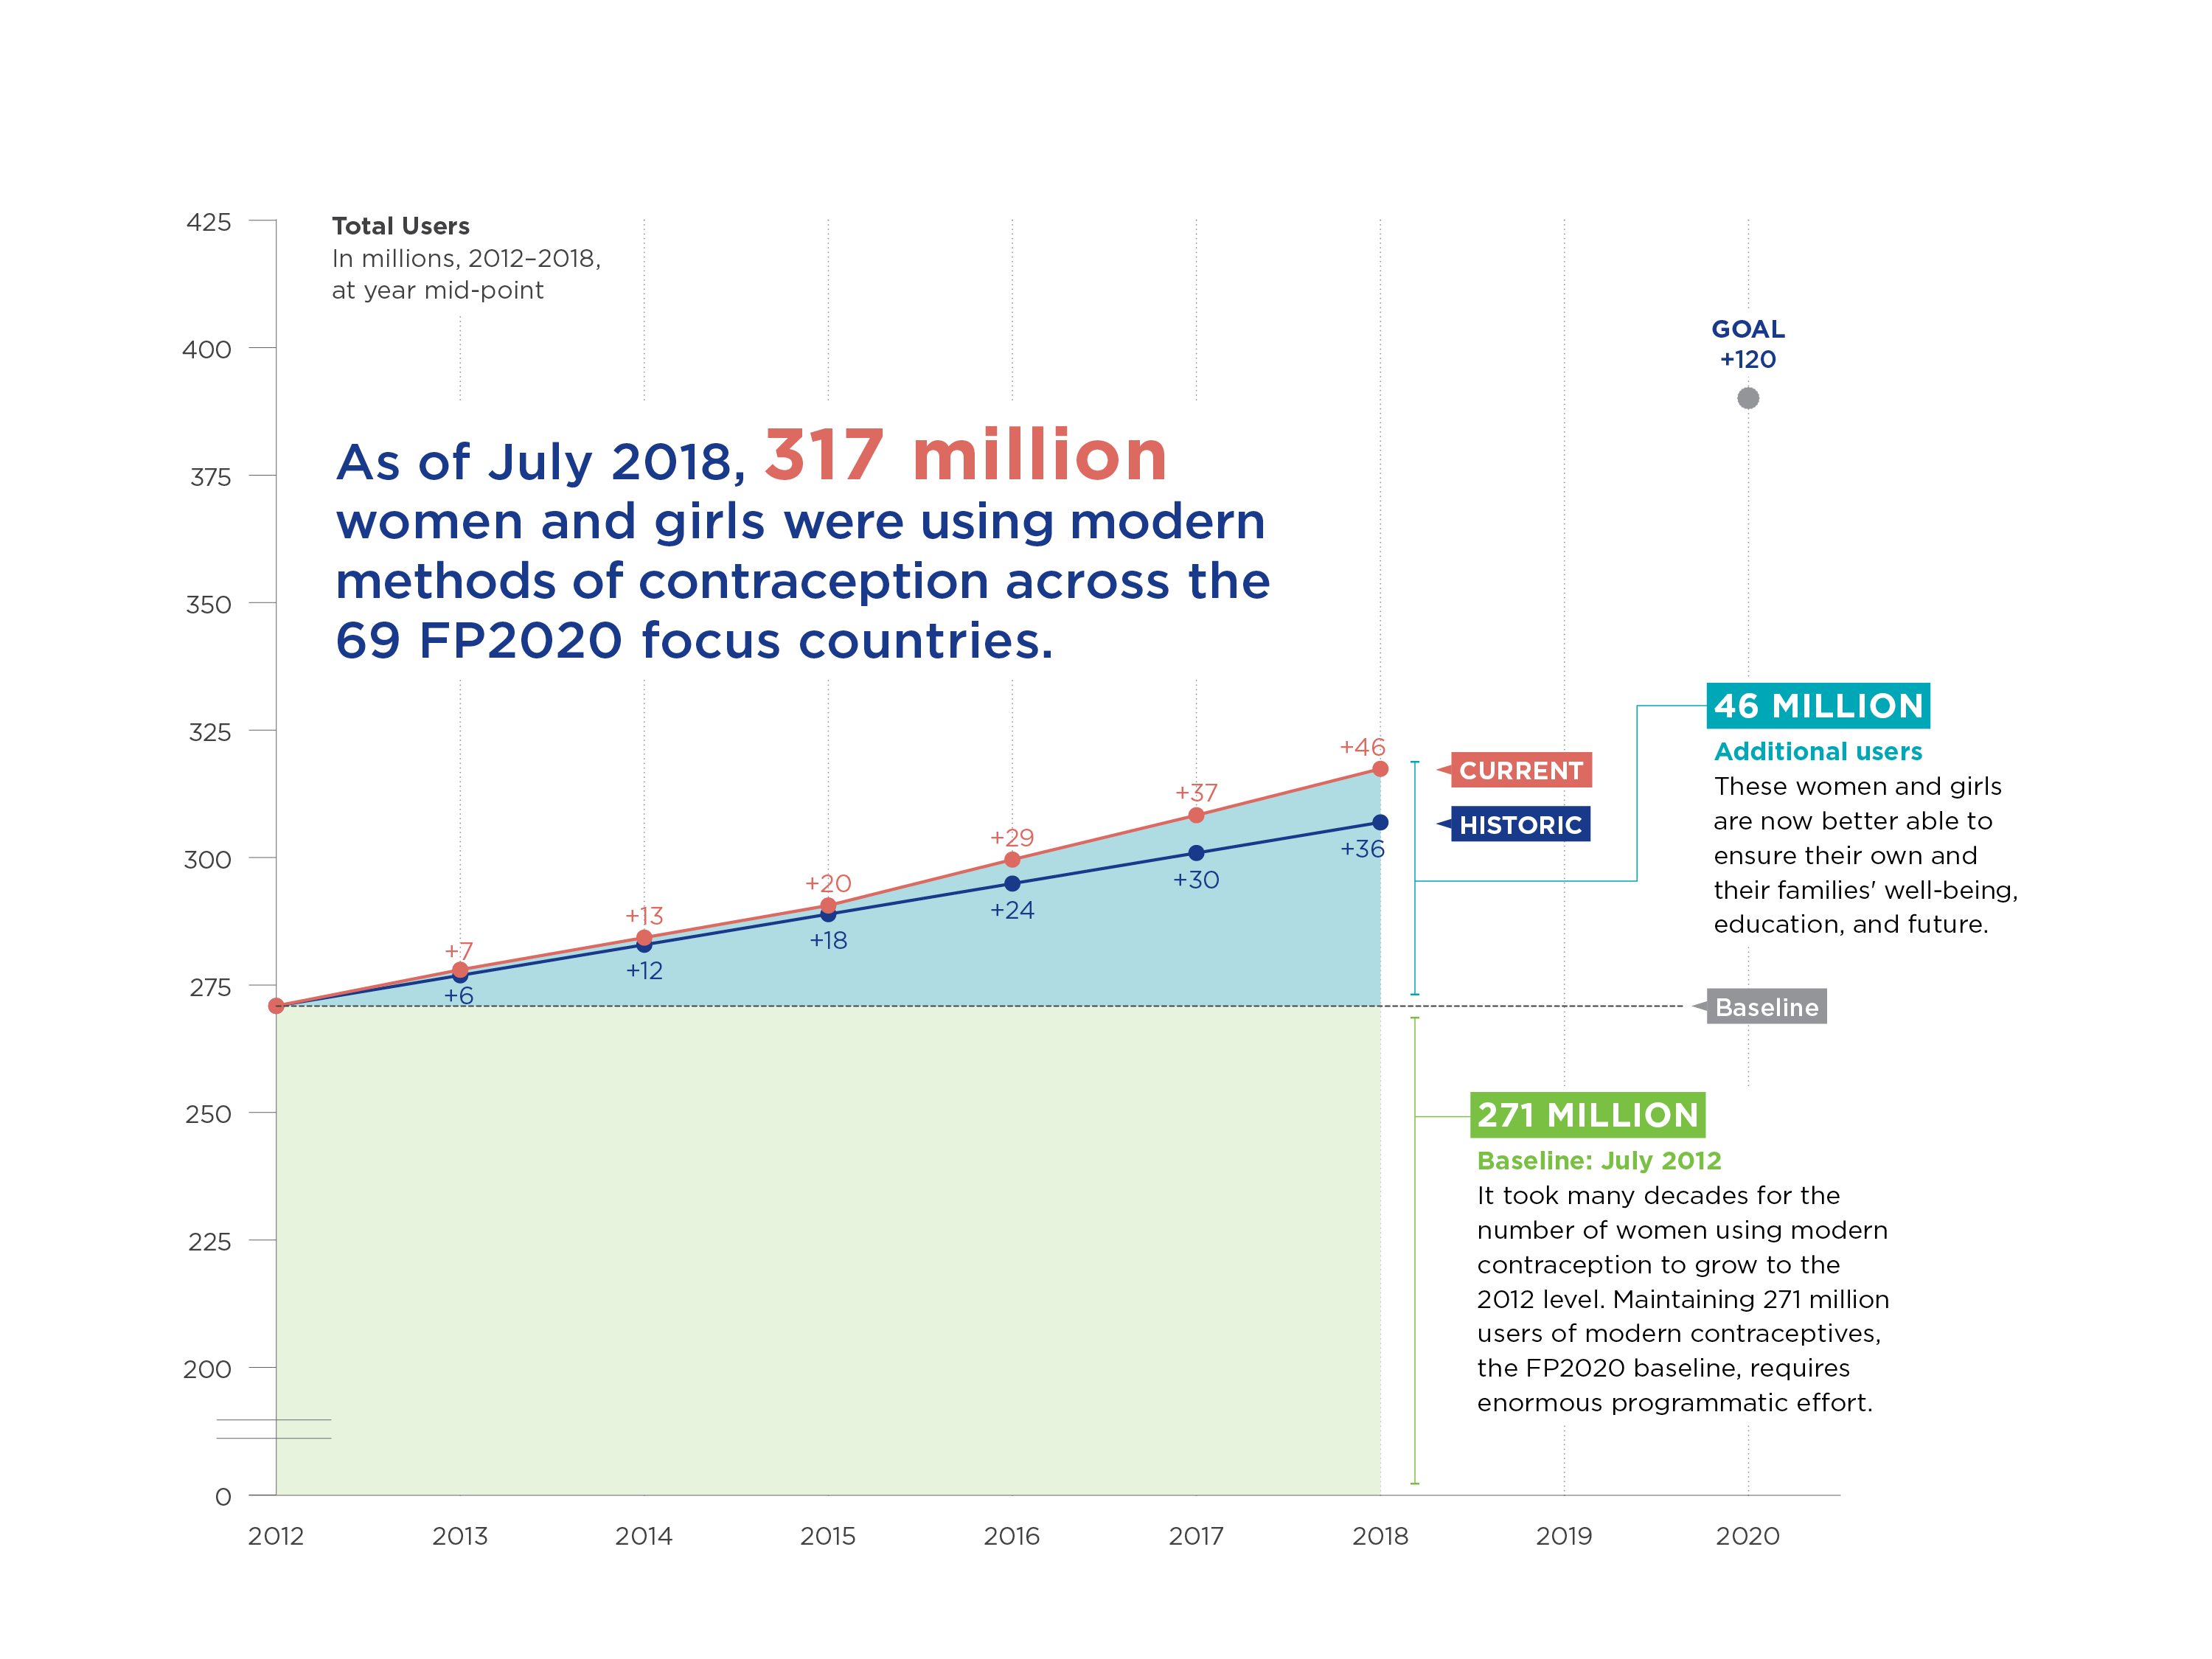 425
Total Users
In millions, 2012–2018,
at year mid-point
400
GOAL
+120
375
As of July 2018, 317 million
women and girls were using modern
methods of contraception across the
69 FP2020 focus countries.
350
325
46 MILLION
Additional users
These women and girls
are now better able to
ensure their own and
their families' well-being,
education, and future.
+46
CURRENT
+37
HISTORIC
+29
+36
300
+20
+30
+13
+24
+7
+18
+12
275
+6
Baseline
250
271 MILLION
Baseline: July 2012
It took many decades for the
number of women using modern
contraception to grow to the
2012 level. Maintaining 271 million
users of modern contraceptives,
the FP2020 baseline, requires
enormous programmatic effort.
225
200
0
2012 2013 2014 2015 2016 2017 2018 2019 2020